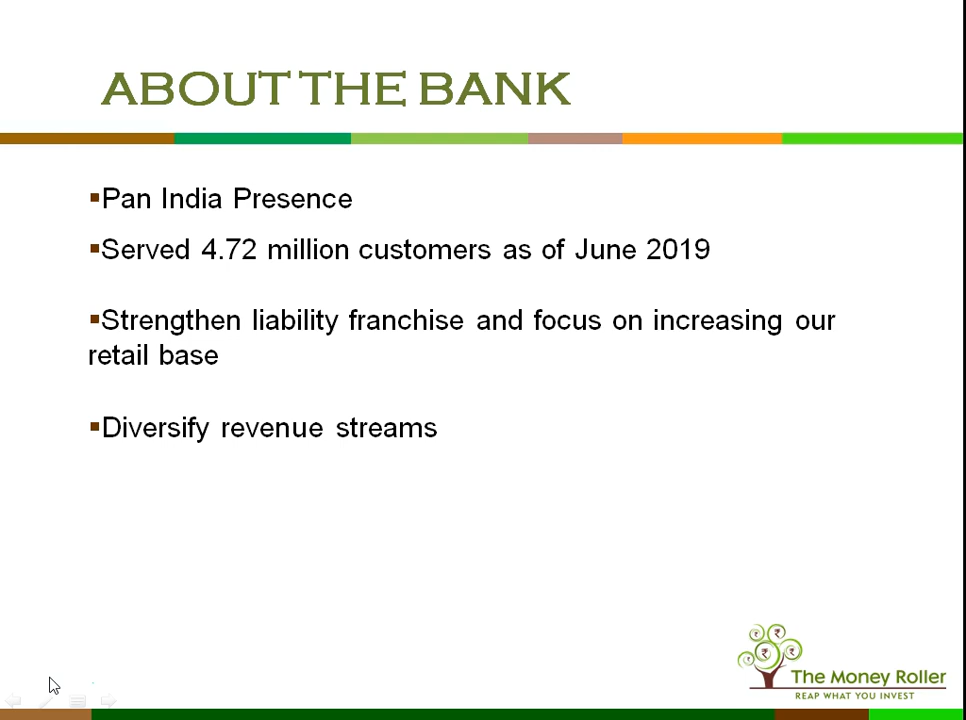 ABOUT THE BANK
▪Pan India Presence
▪Served 4.72 million customers as of June 2019
▪Strengthen liability franchise and focus on increasing our
retail base
▪Diversify revenue streams
The Money Roller
REAP WHAT YOU INVEST